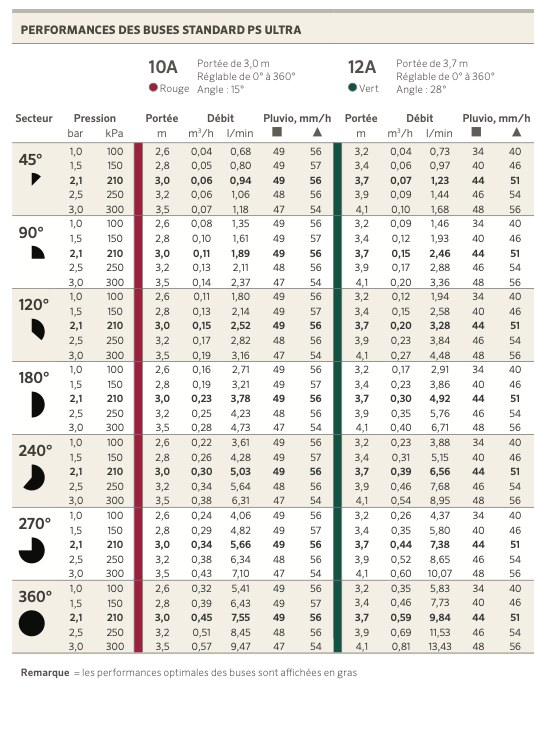 PERFORMANCES DES BUSES STANDARD PS ULTRA
10A Portée de 3,0 m 12A Portée de 3,7 m
Réglable de 0° à 360° Réglable de 0° à 360°
Rouge Angle : 15° Vert Angle : 28°
Secteur Pression Portée Débit Pluvio, mm/h Portée Débit Pluvio, mm/h
bar kPa m m³/h l/min ■ ▲ m m³/h l/min ■ ▲
45°
1,0 100 2,6 0,04 0,68 49 56 3,2 0,04 0,73 34 40
1,5 150 2,8 0,05 0,80 49 57 3,4 0,06 0,97 40 46
2,1 210 3,0 0,06 0,94 49 56 3,7 0,07 1,23 44 51
2,5 250 3,2 0,06 1,06 48 56 3,9 0,09 1,44 46 54
3,0 300 3,5 0,07 1,18 47 54 4,1 0,10 1,68 48 56
90°
1,0 100 2,6 0,08 1,35 49 56 3,2 0,09 1,46 34 40
1,5 150 2,8 0,10 1,61 49 57 3,4 0,12 1,93 40 46
2,1 210 3,0 0,11 1,89 49 56 3,7 0,15 2,46 44 51
2,5 250 3,2 0,13 2,11 48 56 3,9 0,17 2,88 46 54
3,0 300 3,5 0,14 2,37 47 54 4,1 0,20 3,36 48 56
120°
1,0 100 2,6 0,11 1,80 49 56 3,2 0,12 1,94 34 40
1,5 150 2,8 0,13 2,14 49 57 3,4 0,15 2,58 40 46
2,1 210 3,0 0,15 2,52 49 56 3,7 0,20 3,28 44 51
2,5 250 3,2 0,17 2,82 48 56 3,9 0,23 3,84 46 54
3,0 300 3,5 0,19 3,16 47 54 4,1 0,27 4,48 48 56
180°
1,0 100 2,6 0,16 2,71 49 56 3,2 0,17 2,91 34 40
1,5 150 2,8 0,19 3,21 49 57 3,4 0,23 3,86 40 46
2,1 210 3,0 0,23 3,78 49 56 3,7 0,30 4,92 44 51
2,5 250 3,2 0,25 4,23 48 56 3,9 0,35 5,76 46 54
3,0 300 3,5 0,28 4,73 47 54 4,1 0,40 6,71 48 56
240°
1,0 100 2,6 0,22 3,61 49 56 3,2 0,23 3,88 34 40
1,5 150 2,8 0,26 4,28 49 57 3,4 0,31 5,15 40 46
2,1 210 3,0 0,30 5,03 49 56 3,7 0,39 6,56 44 51
2,5 250 3,2 0,34 5,64 48 56 3,9 0,46 7,68 46 54
3,0 300 3,5 0,38 6,31 47 54 4,1 0,54 8,95 48 56
270°
1,0 100 2,6 0,24 4,06 49 56 3,2 0,26 4,37 34 40
1,5 150 2,8 0,29 4,82 49 57 3,4 0,35 5,80 40 46
2,1 210 3,0 0,34 5,66 49 56 3,7 0,44 7,38 44 51
2,5 250 3,2 0,38 6,34 48 56 3,9 0,52 8,65 46 54
3,0 300 3,5 0,43 7,10 47 54 4,1 0,60 10,07 48 56
360°
1,0 100 2,6 0,32 5,41 49 56 3,2 0,35 5,83 34 40
1,5 150 2,8 0,39 6,43 49 57 3,4 0,46 7,73 40 46
2,1 210 3,0 0,45 7,55 49 56 3,7 0,59 9,84 44 51
2,5 250 3,2 0,51 8,45 48 56 3,9 0,69 11,53 46 54
3,0 300 3,5 0,57 9,47 47 54 4,1 0,81 13,43 48 56
Remarque = les performances optimales des buses sont affichées en gras